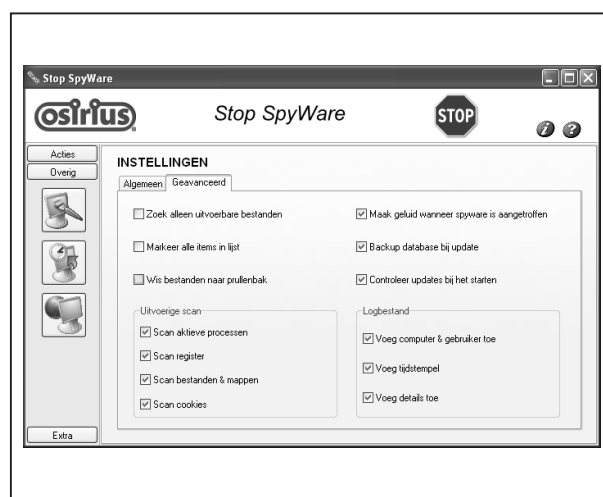 Stop SpyWare
osirius
Stop SpyWare
STOP
Acties
Overig
INSTELLINGEN
Algemeen
Geavanceerd
Zoek alleen uitvoerbare bestanden
Markeer alle items in lijst
Wis bestanden naar prullenbak
Maak geluid wanneer spyware is aangetroffen
Backup database bij update
Controleer updates bij het starten
Uitvoerige scan
Scan aktieve processen
Scan register
Scan bestanden & mappen
Scan cookies
Logbestand
Voeg computer & gebruiker toe
Voeg tijdstempel
Voeg details toe
Extra